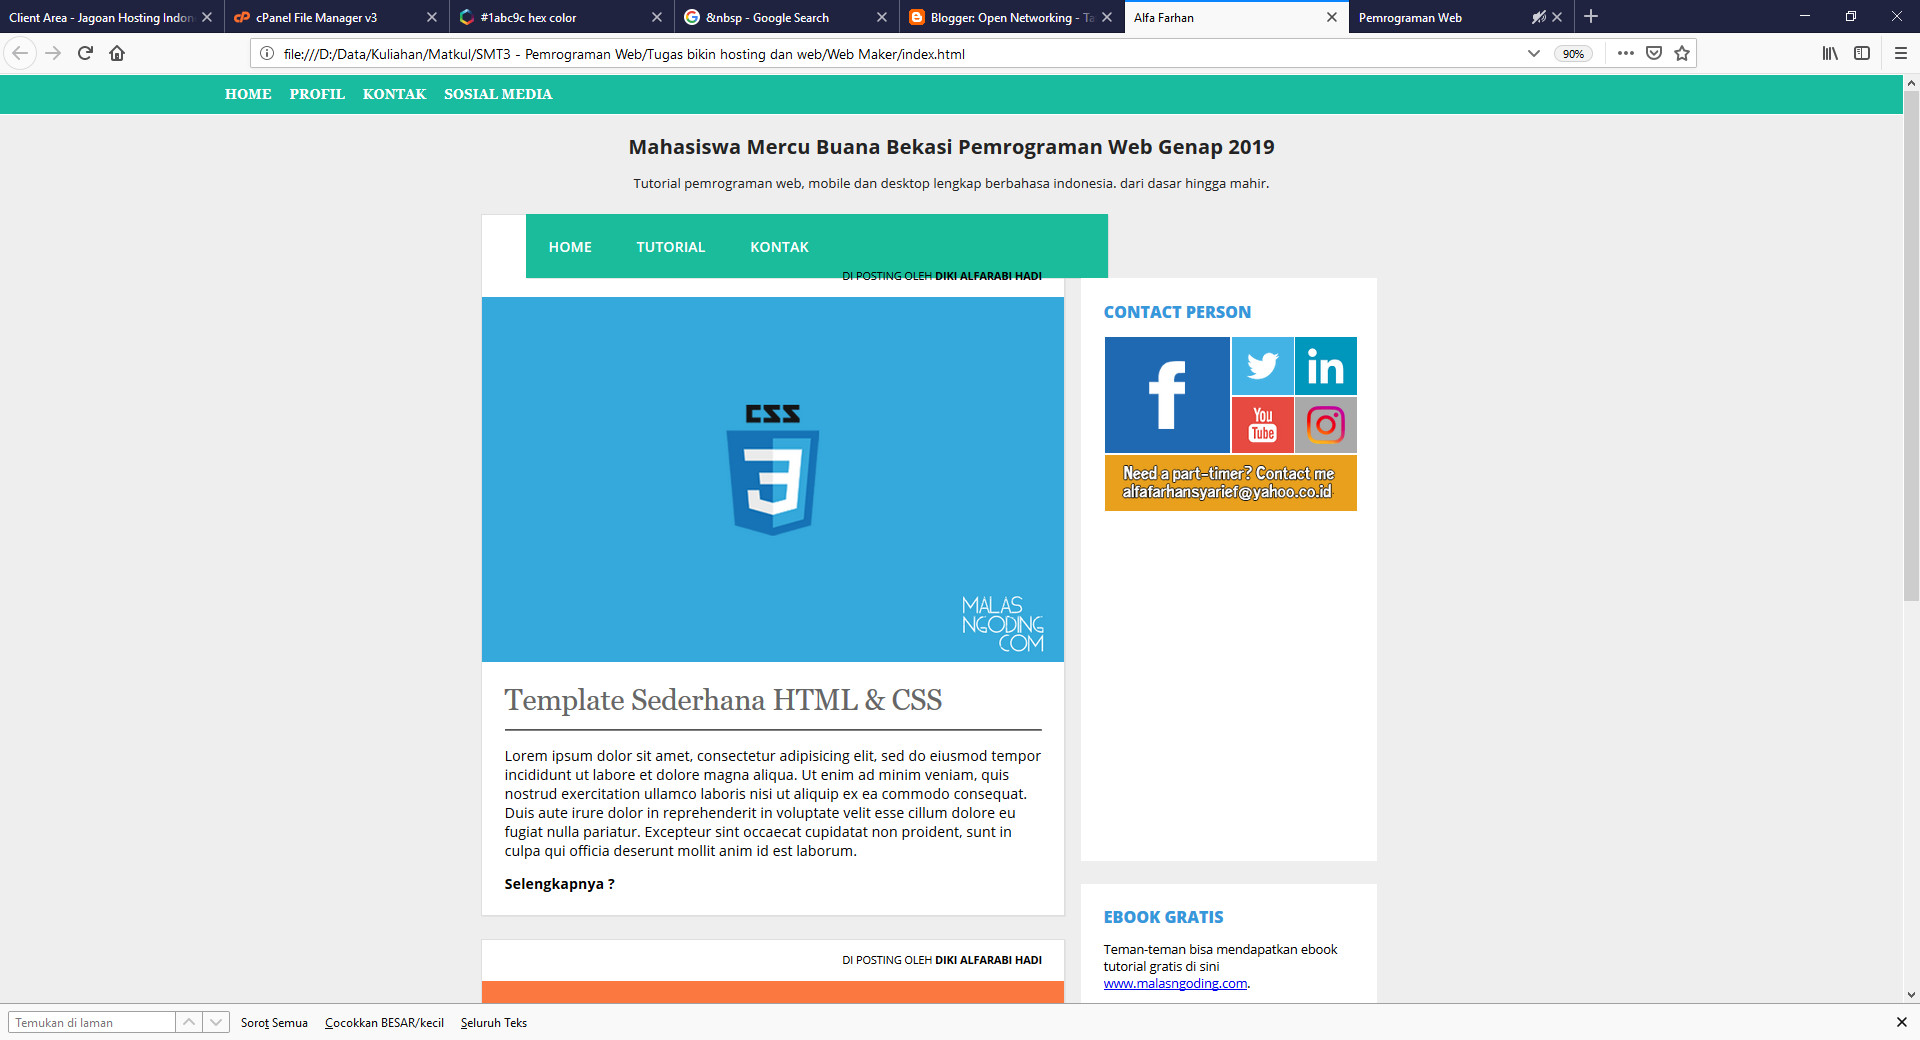 Client Area - Jagoan Hosting Indon
cPanel File Manager v3
#1abc9c hex color
&nbsp - Google Search
Blogger: Open Networking - Ta
Alfa Farhan
Pemrograman Web
file:///D:/Data/Kuliahan/Matkul/SMT3 - Pemrograman Web/Tugas bikin hosting dan web/Web Maker/index.html
90%
HOME PROFIL KONTAK SOSIAL MEDIA
Mahasiswa Mercu Buana Bekasi Pemrograman Web Genap 2019
Tutorial pemrograman web, mobile dan desktop lengkap berbahasa indonesia. dari dasar hingga mahir.
HOME TUTORIAL KONTAK
DI POSTING OLEH DIKI ALFARABI HADI
CSS
3
MALAS
NGODING
COM
Template Sederhana HTML & CSS
Lorem ipsum dolor sit amet, consectetur adipisicing elit, sed do eiusmod tempor
incididunt ut labore et dolore magna aliqua. Ut enim ad minim veniam, quis
nostrud exercitation ullamco laboris nisi ut aliquip ex ea commodo consequat.
Duis aute irure dolor in reprehenderit in voluptate velit esse cillum dolore eu
fugiat nulla pariatur. Excepteur sint occaecat cupidatat non proident, sunt in
culpa qui officia deserunt mollit anim id est laborum.
Selengkapnya ?
DI POSTING OLEH DIKI ALFARABI HADI
CONTACT PERSON
f
in
You
Tube
Need a part-timer? Contact me
alfafarhansyarief@yahoo.co.id
EBOOK GRATIS
Teman-teman bisa mendapatkan ebook
tutorial gratis di sini
www.malasngoding.com.
Temukan di laman
Sorot Semua
Cocokkan BESAR/kecil
Seluruh Teks